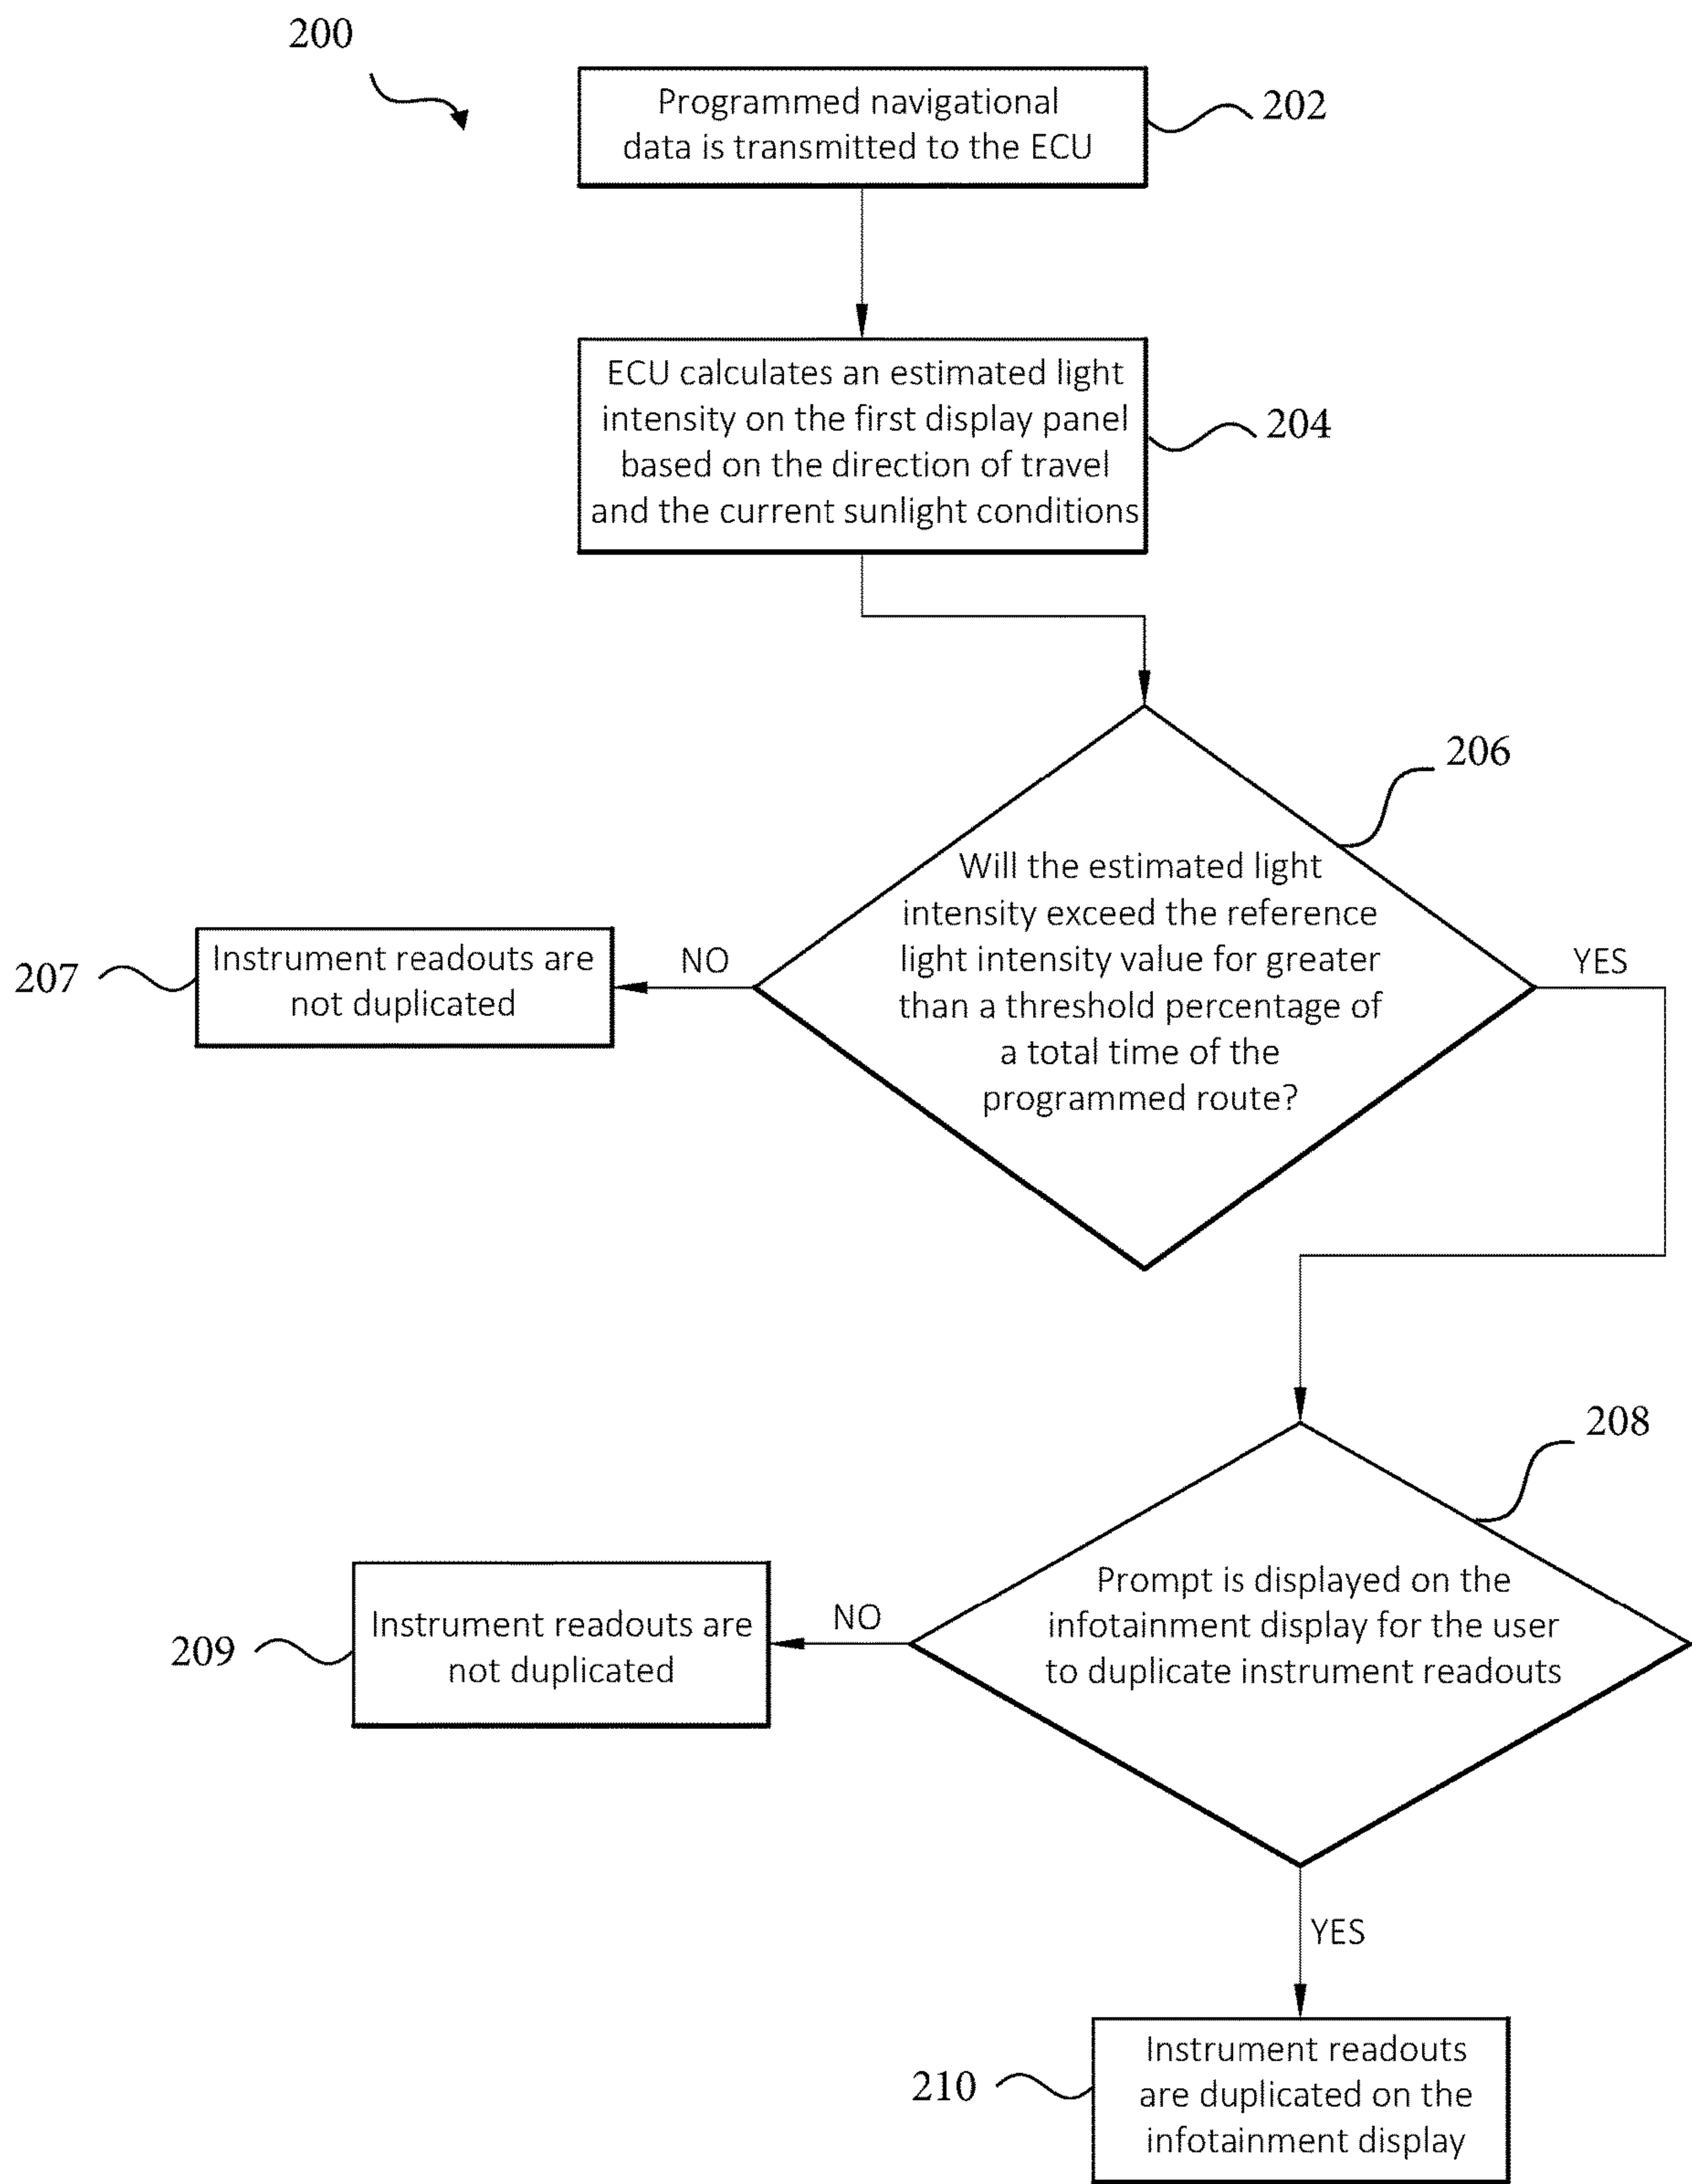 200
Programmed navigational
data is transmitted to the ECU
202
ECU calculates an estimated light
intensity on the first display panel
based on the direction of travel
and the current sunlight conditions
204
206
Will the estimated light
intensity exceed the reference
light intensity value for greater
than a threshold percentage of
a total time of the
programmed route?
NO
YES
207
Instrument readouts are
not duplicated
208
Prompt is displayed on the
infotainment display for the user
to duplicate instrument readouts
NO
209
Instrument readouts are
not duplicated
YES
210
Instrument readouts
are duplicated on the
infotainment display